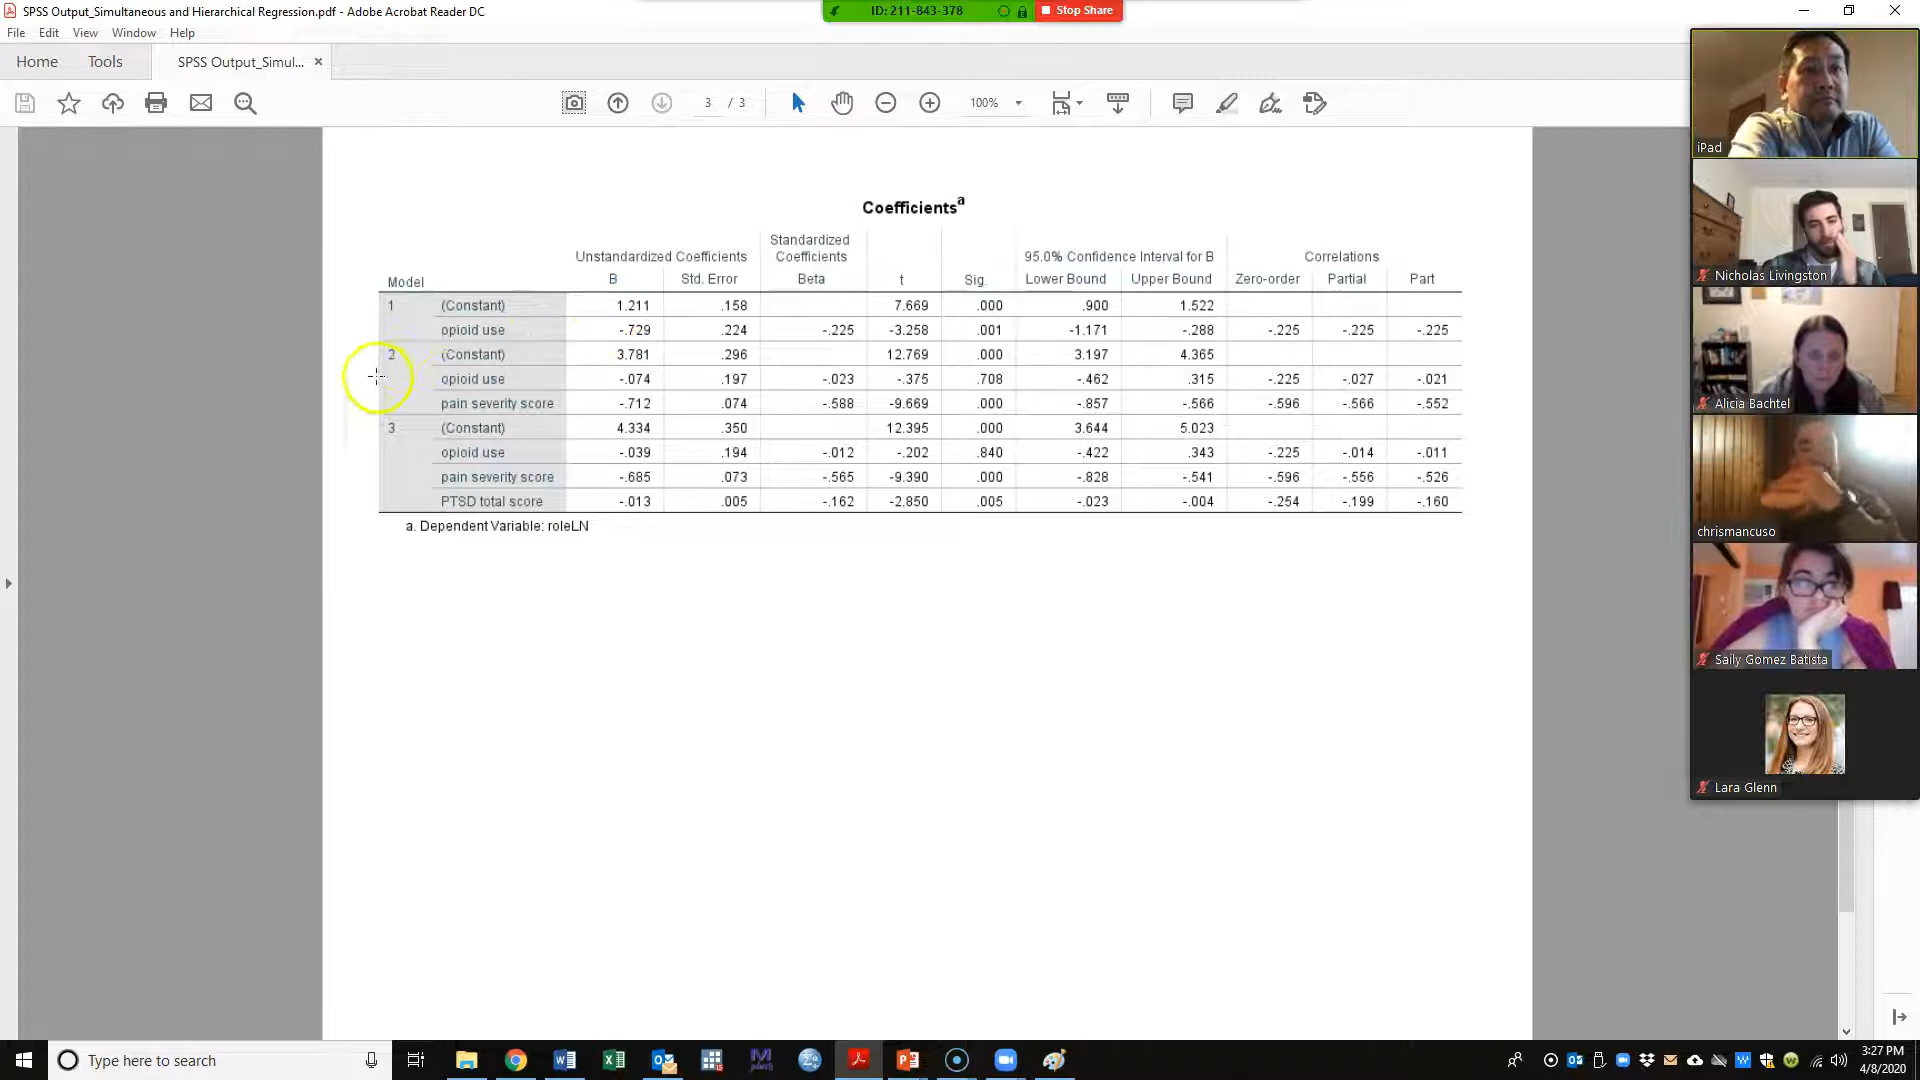 SPSS Output_Simultaneous and Hierarchical Regression.pdf - Adobe Acrobat Reader DC
ID: 211-843-378 Stop Share
File Edit View Window Help
Home Tools SPSS Output_Simul... ×
3 / 3 100%
Coefficientsa
Unstandardized Coefficients Standardized Coefficients 95.0% Confidence Interval for B Correlations
Model B Std. Error Beta t Sig. Lower Bound Upper Bound Zero-order Partial Part
1 (Constant) 1.211 .158 7.669 .000 .900 1.522
opioid use -.729 .224 -.225 -3.258 .001 -1.171 -.288 -.225 -.225 -.225
2 (Constant) 3.781 .296 12.769 .000 3.197 4.365
opioid use -.074 .197 -.023 -.375 .708 -.462 .315 -.225 -.027 -.021
pain severity score -.712 .074 -.588 -9.669 .000 -.857 -.566 -.596 -.566 -.552
3 (Constant) 4.334 .350 12.395 .000 3.644 5.023
opioid use -.039 .194 -.012 -.202 .840 -.422 .343 -.225 -.014 -.011
pain severity score -.685 .073 -.565 -9.390 .000 -.828 -.541 -.596 -.556 -.526
PTSD total score -.013 .005 -.162 -2.850 .005 -.023 -.004 -.254 -.199 -.160
a. Dependent Variable: roleLN
iPad
Nicholas Livingston
Alicia Bachtel
chrismancuso
Saily Gomez Batista
Lara Glenn
Type here to search
3:27 PM
4/8/2020